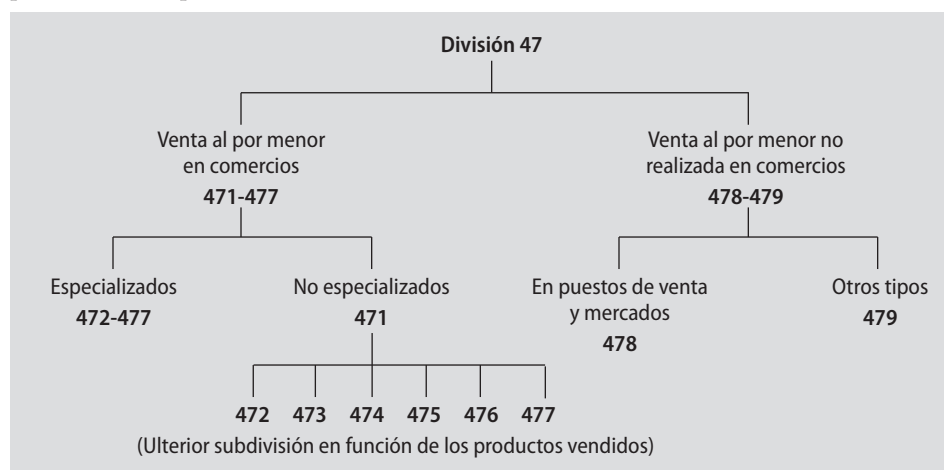 División 47
Venta al por menor
en comercios
471-477
Venta al por menor no
realizada en comercios
478-479
Especializados
472-477
No especializados
471
En puestos de venta
y mercados
478
Otros tipos
479
472 473 474 475 476 477
(Ulterior subdivisión en función de los productos vendidos)